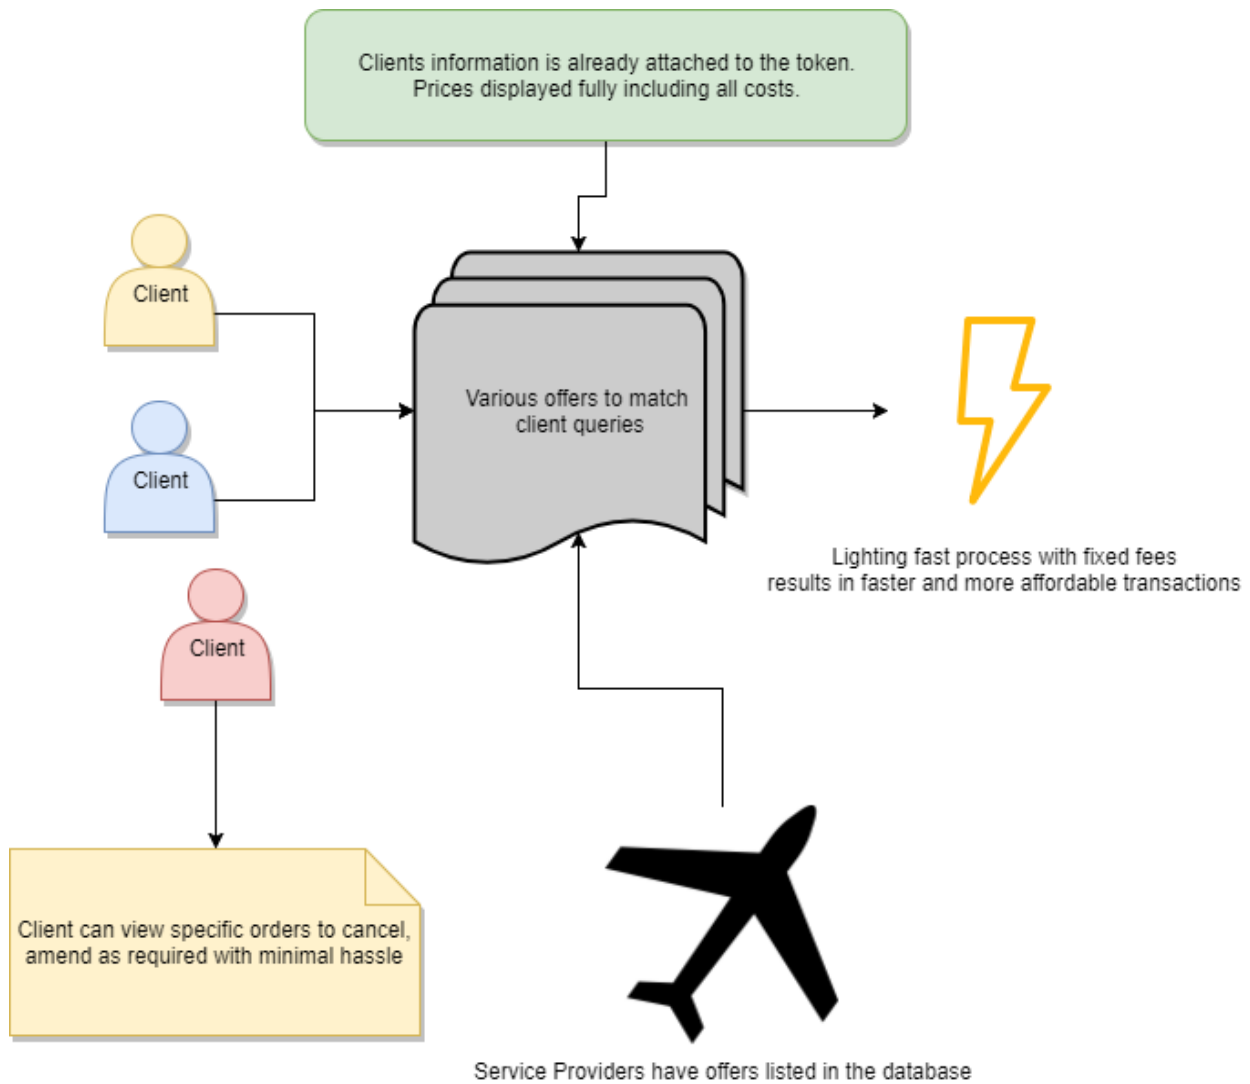 Clients information is already attached to the token.
Prices displayed fully including all costs.
Client
Various offers to match
client queries
Client
Lighting fast process with fixed fees
results in faster and more affordable transactions
Client
Client can view specific orders to cancel,
amend as required with minimal hassle
Service Providers have offers listed in the database